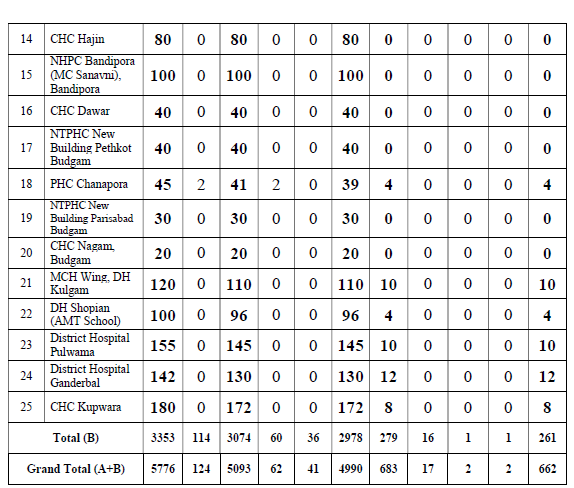 14 CHC Hajin 80 0 80 0 0 80 0 0 0 0 0
15 NHPC Bandipora (MC Sanavni), Bandipora 100 0 100 0 0 100 0 0 0 0 0
16 CHC Dawar 40 0 40 0 0 40 0 0 0 0 0
17 NTPHC New Building Pethkot Budgam 40 0 40 0 0 40 0 0 0 0 0
18 PHC Chanapora 45 2 41 2 0 39 4 0 0 0 4
19 NTPHC New Building Parisabad Budgam 30 0 30 0 0 30 0 0 0 0 0
20 CHC Nagam, Budgam 20 0 20 0 0 20 0 0 0 0 0
21 MCH Wing, DH Kulgam 120 0 110 0 0 110 10 0 0 0 10
22 DH Shopian (AMT School) 100 0 96 0 0 96 4 0 0 0 4
23 District Hospital Pulwama 155 0 145 0 0 145 10 0 0 0 10
24 District Hospital Ganderbal 142 0 130 0 0 130 12 0 0 0 12
25 CHC Kupwara 180 0 172 0 0 172 8 0 0 0 8
Total (B) 3353 114 3074 60 36 2978 279 16 1 1 261
Grand Total (A+B) 5776 124 5093 62 41 4990 683 17 2 2 662